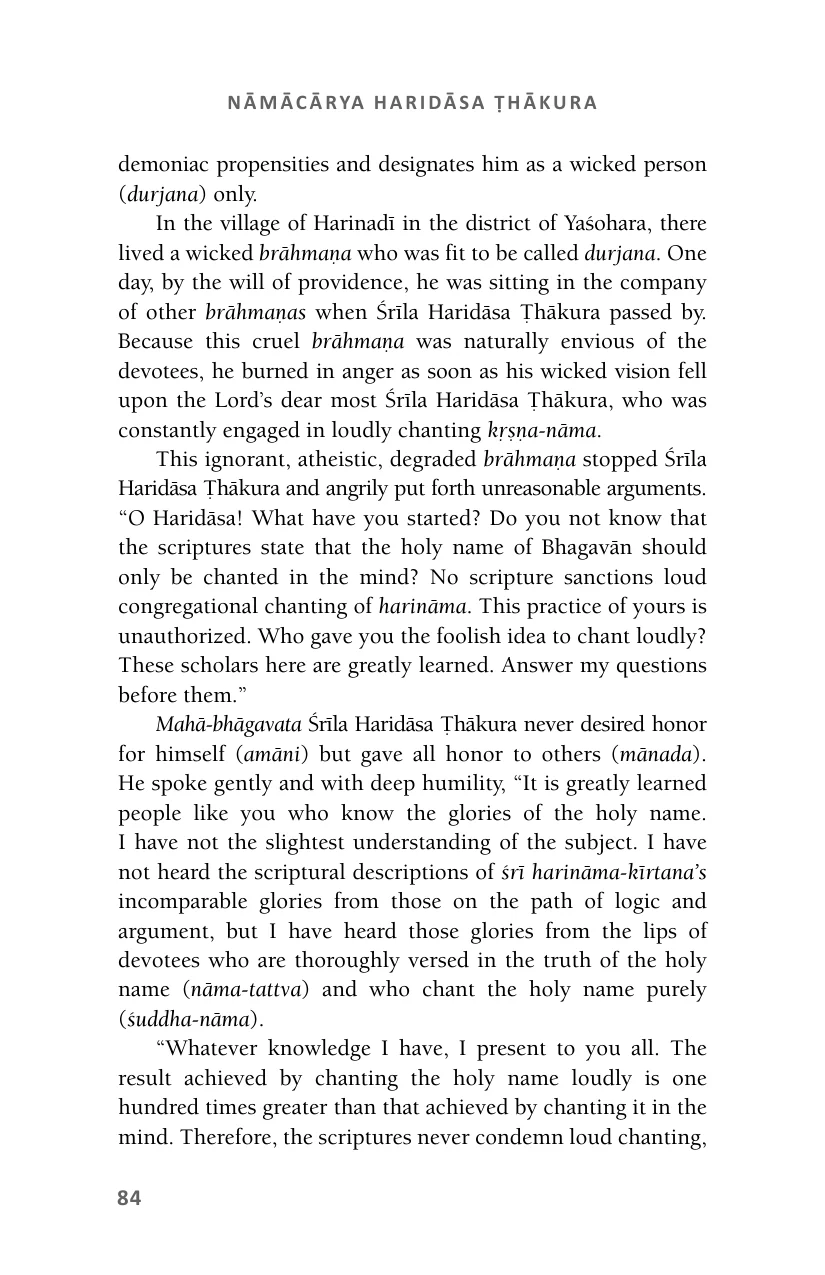 NĀMĀCĀRYA HARIDĀSA ṬHĀKURA
demoniac propensities and designates him as a wicked person
(durjana) only.
In the village of Harinadī in the district of Yaśohara, there
lived a wicked brāhmaṇa who was fit to be called durjana. One
day, by the will of providence, he was sitting in the company
of other brāhmaṇas when Śrīla Haridāsa Ṭhākura passed by.
Because this cruel brāhmaṇa was naturally envious of the
devotees, he burned in anger as soon as his wicked vision fell
upon the Lord’s dear most Śrīla Haridāsa Ṭhākura, who was
constantly engaged in loudly chanting kṛṣṇa-nāma.
This ignorant, atheistic, degraded brāhmaṇa stopped Śrīla
Haridāsa Ṭhākura and angrily put forth unreasonable arguments.
“O Haridāsa! What have you started? Do you not know that
the scriptures state that the holy name of Bhagavān should
only be chanted in the mind? No scripture sanctions loud
congregational chanting of harināma. This practice of yours is
unauthorized. Who gave you the foolish idea to chant loudly?
These scholars here are greatly learned. Answer my questions
before them.”
Mahā-bhāgavata Śrīla Haridāsa Ṭhākura never desired honor
for himself (amāni) but gave all honor to others (mānada).
He spoke gently and with deep humility, “It is greatly learned
people like you who know the glories of the holy name.
I have not the slightest understanding of the subject. I have
not heard the scriptural descriptions of śrī harināma-kīrtana’s
incomparable glories from those on the path of logic and
argument, but I have heard those glories from the lips of
devotees who are thoroughly versed in the truth of the holy
name (nāma-tattva) and who chant the holy name purely
(śuddha-nāma).
“Whatever knowledge I have, I present to you all. The
result achieved by chanting the holy name loudly is one
hundred times greater than that achieved by chanting it in the
mind. Therefore, the scriptures never condemn loud chanting,
84